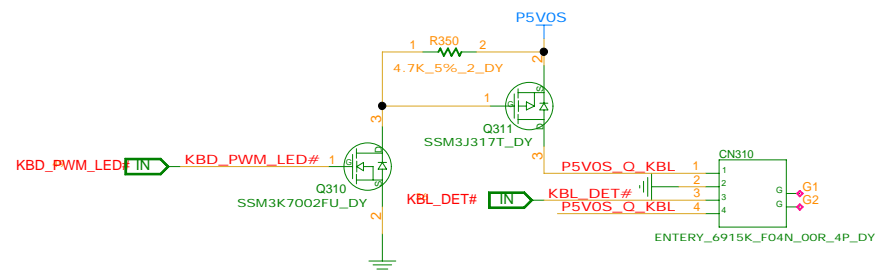 P5V0S
1 R350 2
4.7K_5%_2_DY
2
S
1 G
D
Q311
SSM3J317T_DY
3
3
D
KBD_PWM_LED# IN KBD_PWM_LED# 1 G
S
Q310
SSM3K7002FU_DY
2
CN310
P5V0S_Q_KBL 1 1
2 2
KBL_DET# IN KBL_DET# 3 3
P5V0S_Q_KBL 4 4
G G1
G G2
ENTERY_6915K_F04N_00R_4P_DY